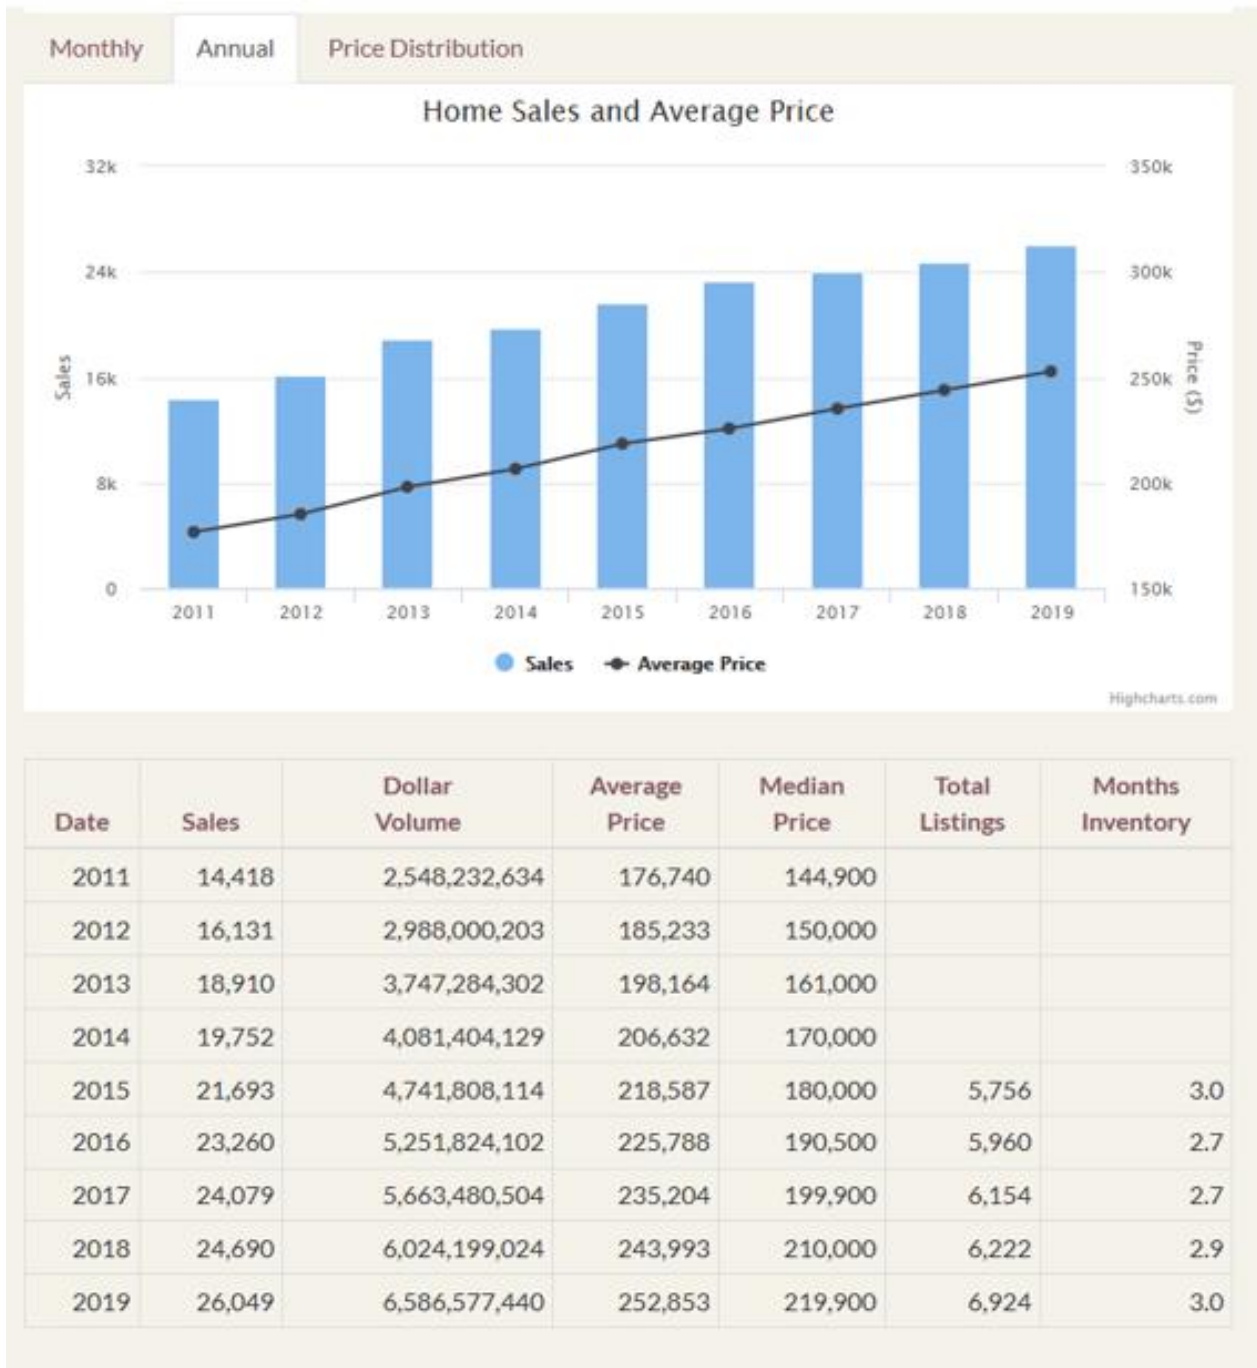 Monthly Annual Price Distribution
Home Sales and Average Price
32k 350k
24k 300k
16k 250k
8k 200k
0 150k
Sales
Price ($)
2011 2012 2013 2014 2015 2016 2017 2018 2019
Sales Average Price
Highcharts.com
Dollar Average Median Total Months
Date Sales Volume Price Price Listings Inventory
2011 14,418 2,548,232,634 176,740 144,900
2012 16,131 2,988,000,203 185,233 150,000
2013 18,910 3,747,284,302 198,164 161,000
2014 19,752 4,081,404,129 206,632 170,000
2015 21,693 4,741,808,114 218,587 180,000 5,756 3.0
2016 23,260 5,251,824,102 225,788 190,500 5,960 2.7
2017 24,079 5,663,480,504 235,204 199,900 6,154 2.7
2018 24,690 6,024,199,024 243,993 210,000 6,222 2.9
2019 26,049 6,586,577,440 252,853 219,900 6,924 3.0